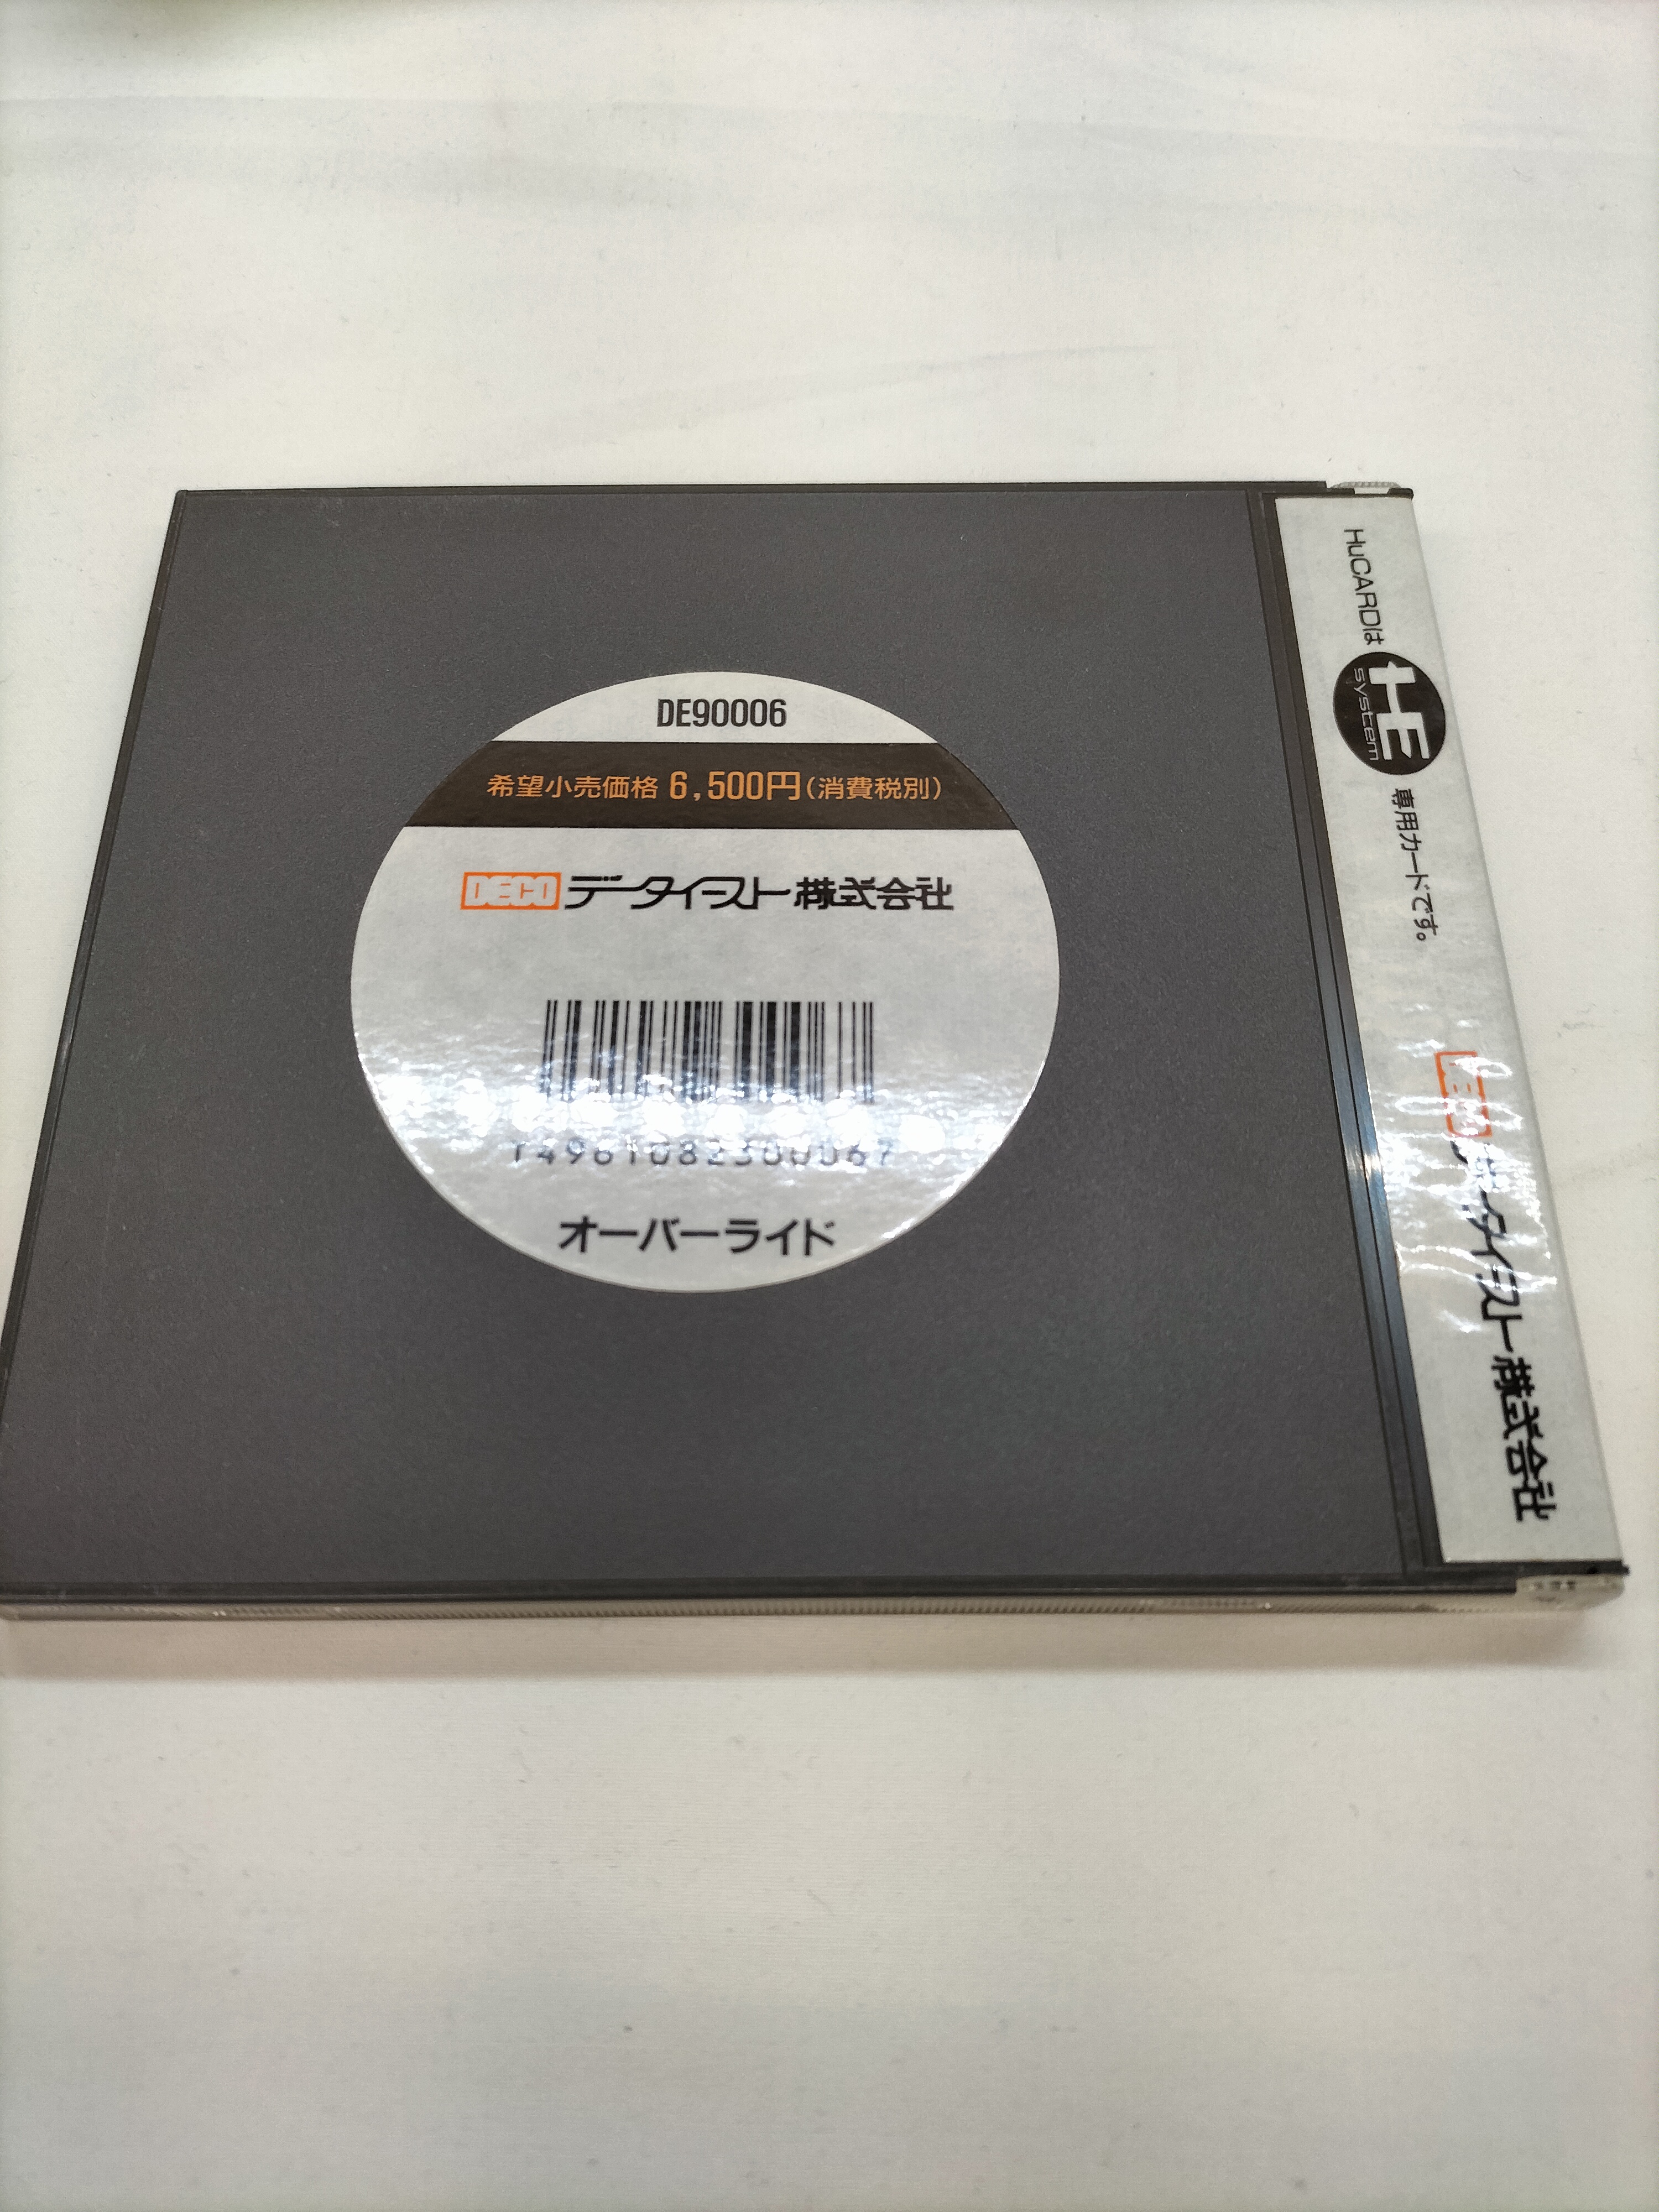 DE90006
希望小売価格 6,500円(消費税別)
DECO データイースト株式会社
T4961082300067
オーバーライド
HuCARDは HE system 専用カードです。
DECO データイースト株式会社